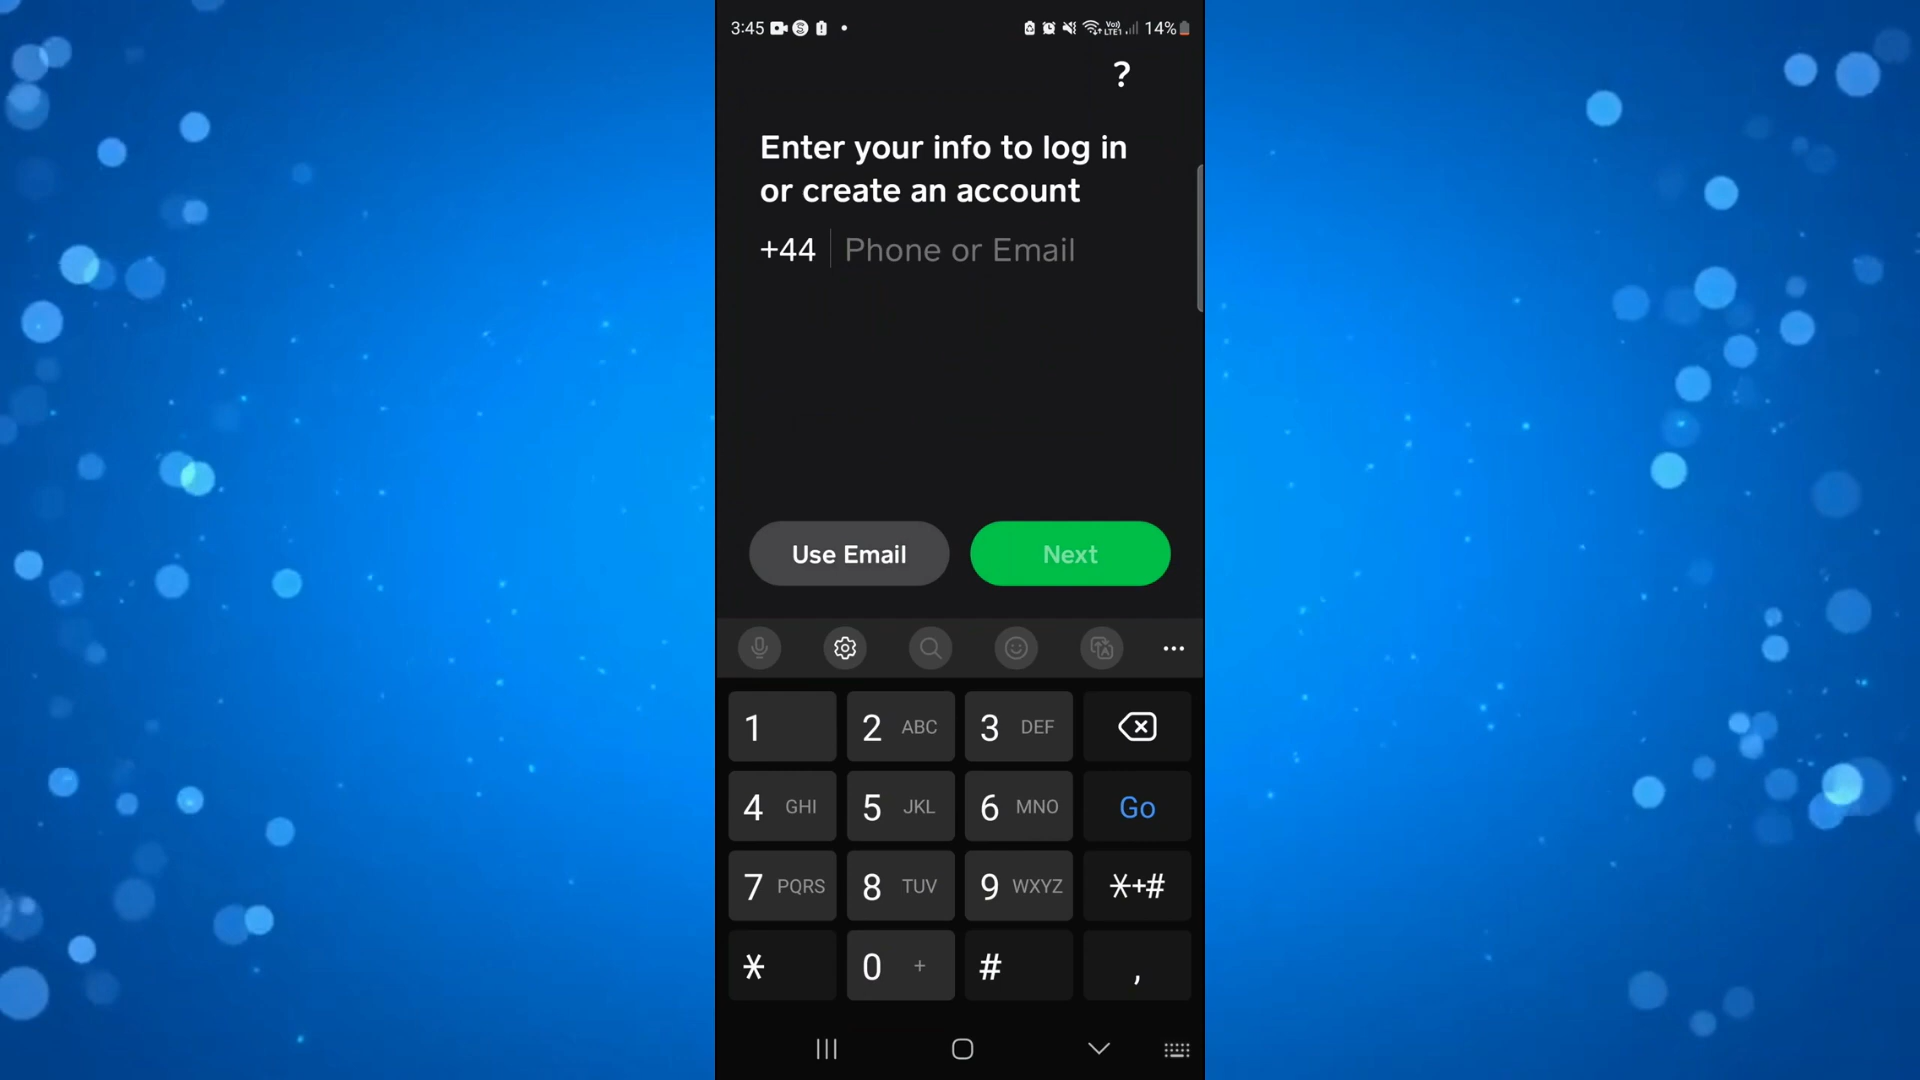 3:45 14%
?
Enter your info to log in
or create an account
+44 Phone or Email
Use Email Next
1 2 ABC 3 DEF
4 GHI 5 JKL 6 MNO Go
7 PQRS 8 TUV 9 WXYZ *+#
* 0 + # ,